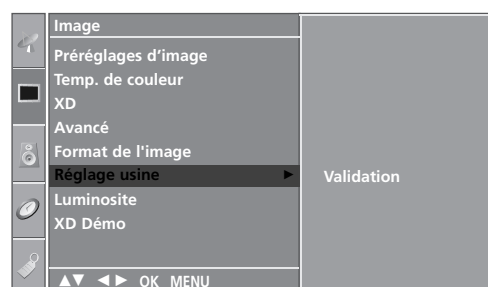 Image
Préréglages d’image
Temp. de couleur
XD
Avancé
Format de l'image
Réglage usine ►
Validation
Luminosite
XD Démo
▲▼ ◄► OK MENU